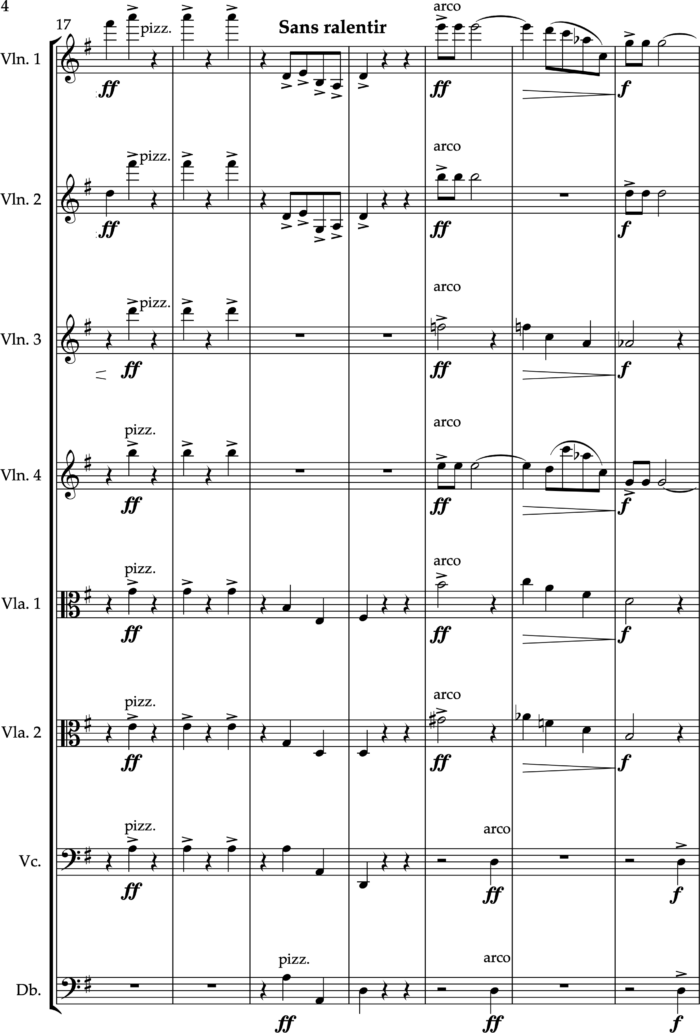 4
17
Sans ralentir
arco
Vln. 1
pizz.
ff
ff
f
arco
Vln. 2
pizz.
ff
ff
f
arco
Vln. 3
pizz.
ff
ff
f
pizz.
arco
Vln. 4
ff
ff
f
pizz.
arco
Vla. 1
ff
ff
f
pizz.
arco
Vla. 2
ff
ff
f
pizz.
arco
Vc.
ff
ff
f
pizz.
arco
Db.
ff
ff
f